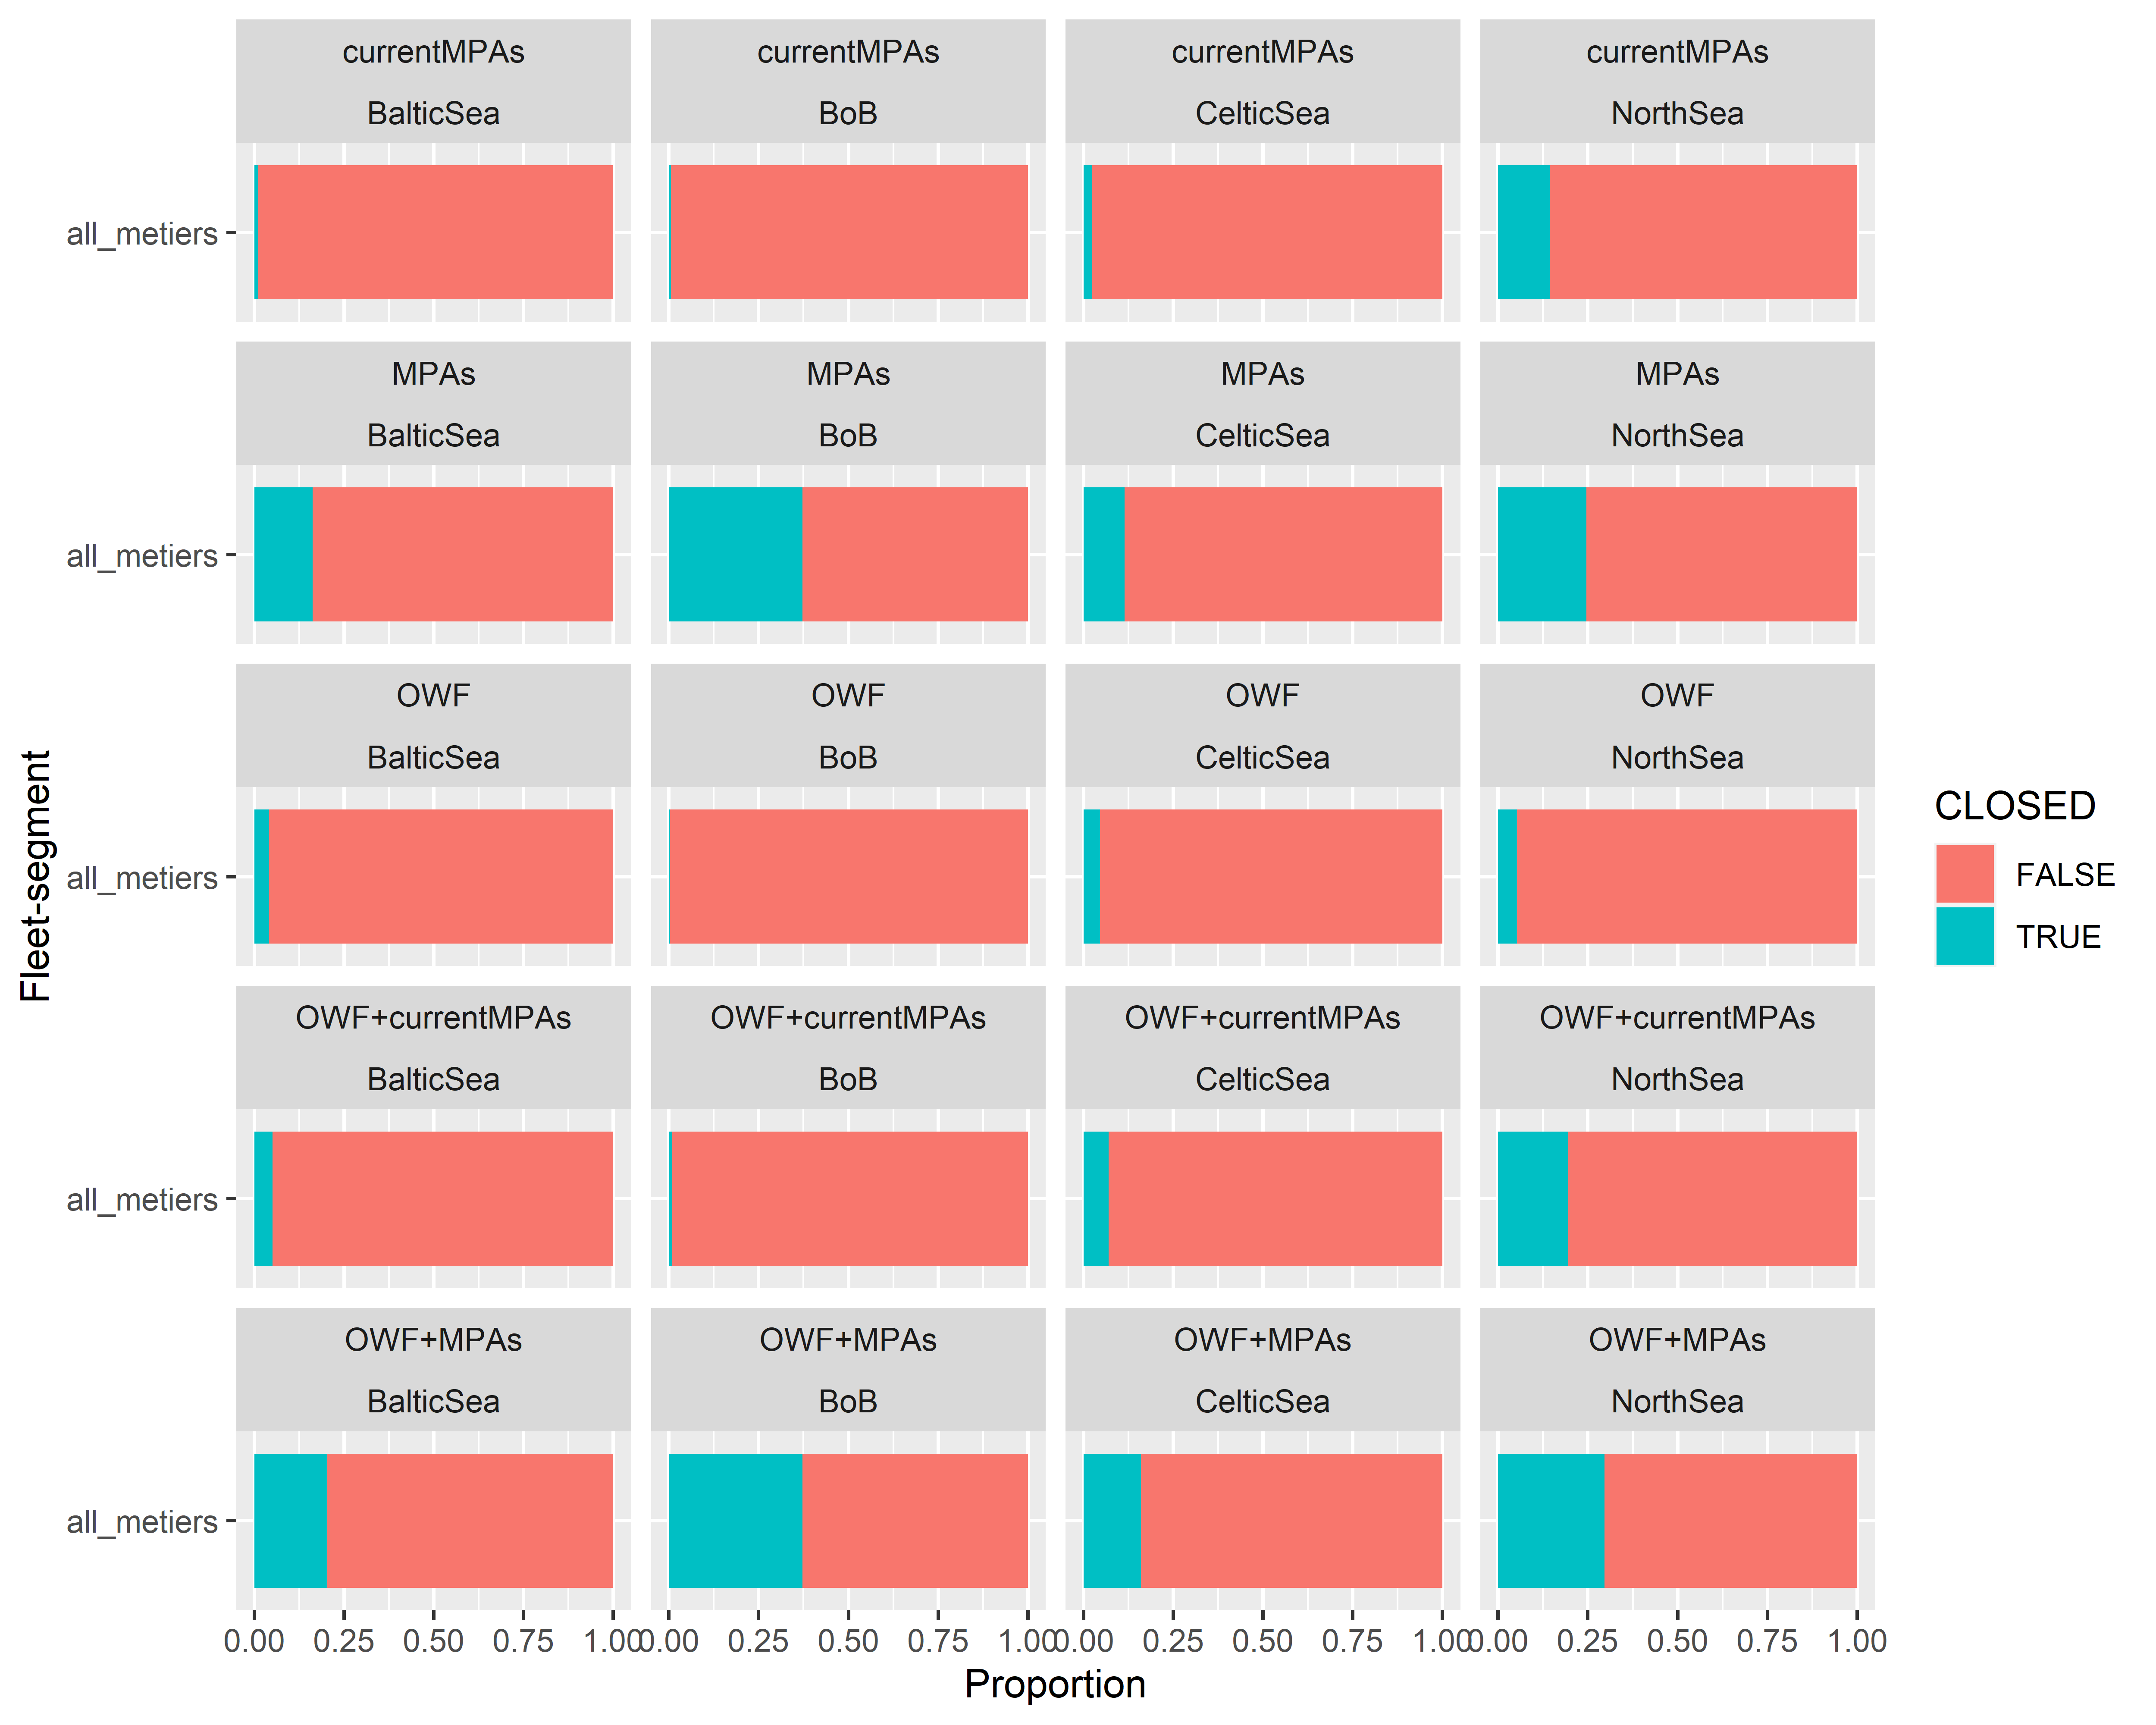 currentMPAs currentMPAs currentMPAs currentMPAs
BalticSea BoB CelticSea NorthSea
all_metiers
MPAs MPAs MPAs MPAs
BalticSea BoB CelticSea NorthSea
all_metiers
OWF OWF OWF OWF
BalticSea BoB CelticSea NorthSea
all_metiers
OWF+currentMPAs OWF+currentMPAs OWF+currentMPAs OWF+currentMPAs
BalticSea BoB CelticSea NorthSea
all_metiers
OWF+MPAs OWF+MPAs OWF+MPAs OWF+MPAs
BalticSea BoB CelticSea NorthSea
all_metiers
0.00 0.25 0.50 0.75 1.00 0.00 0.25 0.50 0.75 1.00 0.00 0.25 0.50 0.75 1.00 0.00 0.25 0.50 0.75 1.00
Proportion
Fleet-segment
CLOSED
FALSE
TRUE